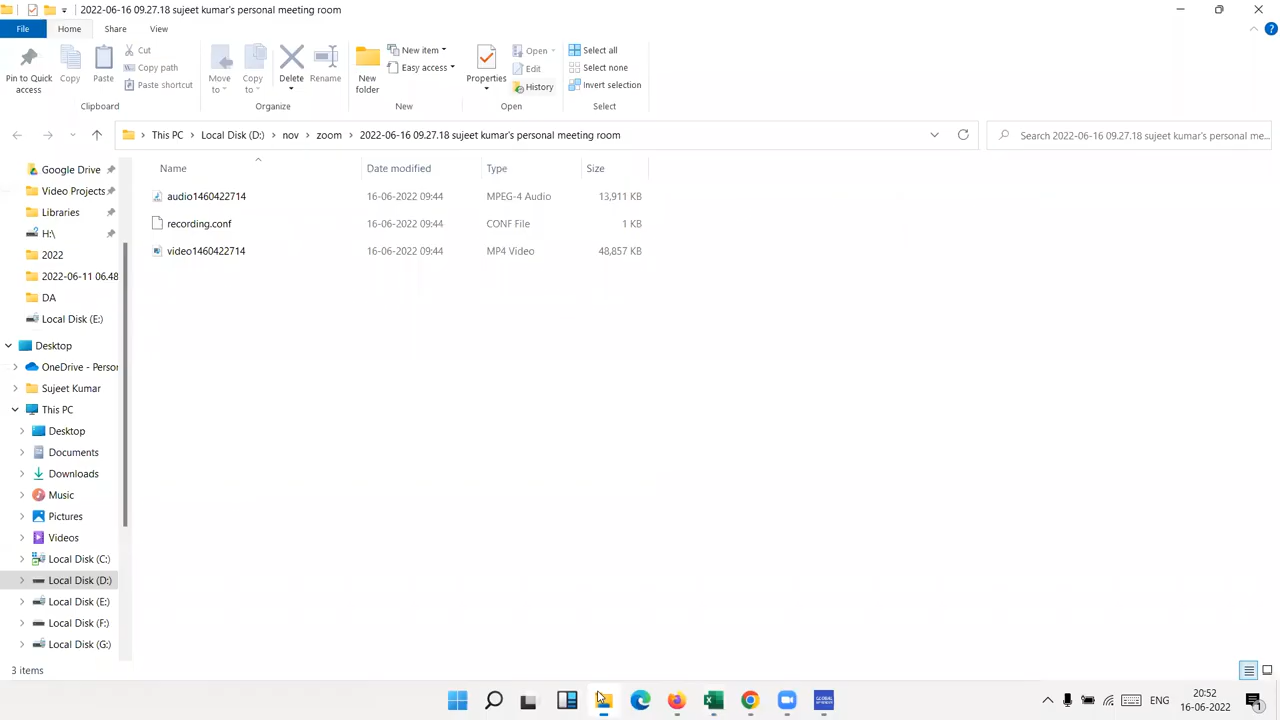 2022-06-16 09.27.18 sujeet kumar's personal meeting room
File Home Share View
Pin to Quick access
Copy
Paste
Cut
Copy path
Paste shortcut
Clipboard
Move to
Copy to
Delete
Rename
Organize
New folder
New item
Easy access
New
Properties
Open
Edit
History
Open
Select all
Select none
Invert selection
Select
This PC > Local Disk (D:) > nov > zoom > 2022-06-16 09.27.18 sujeet kumar's personal meeting room
Search 2022-06-16 09.27.18 sujeet kumar's personal me...
Name Date modified Type Size
audio1460422714 16-06-2022 09:44 MPEG-4 Audio 13,911 KB
recording.conf 16-06-2022 09:44 CONF File 1 KB
video1460422714 16-06-2022 09:44 MP4 Video 48,857 KB
Google Drive
Video Projects
Libraries
H:\
2022
2022-06-11 06.48
DA
Local Disk (E:)
Desktop
OneDrive - Person
Sujeet Kumar
This PC
Desktop
Documents
Downloads
Music
Pictures
Videos
Local Disk (C:)
Local Disk (D:)
Local Disk (E:)
Local Disk (F:)
Local Disk (G:)
3 items
ENG
20:52
16-06-2022
1